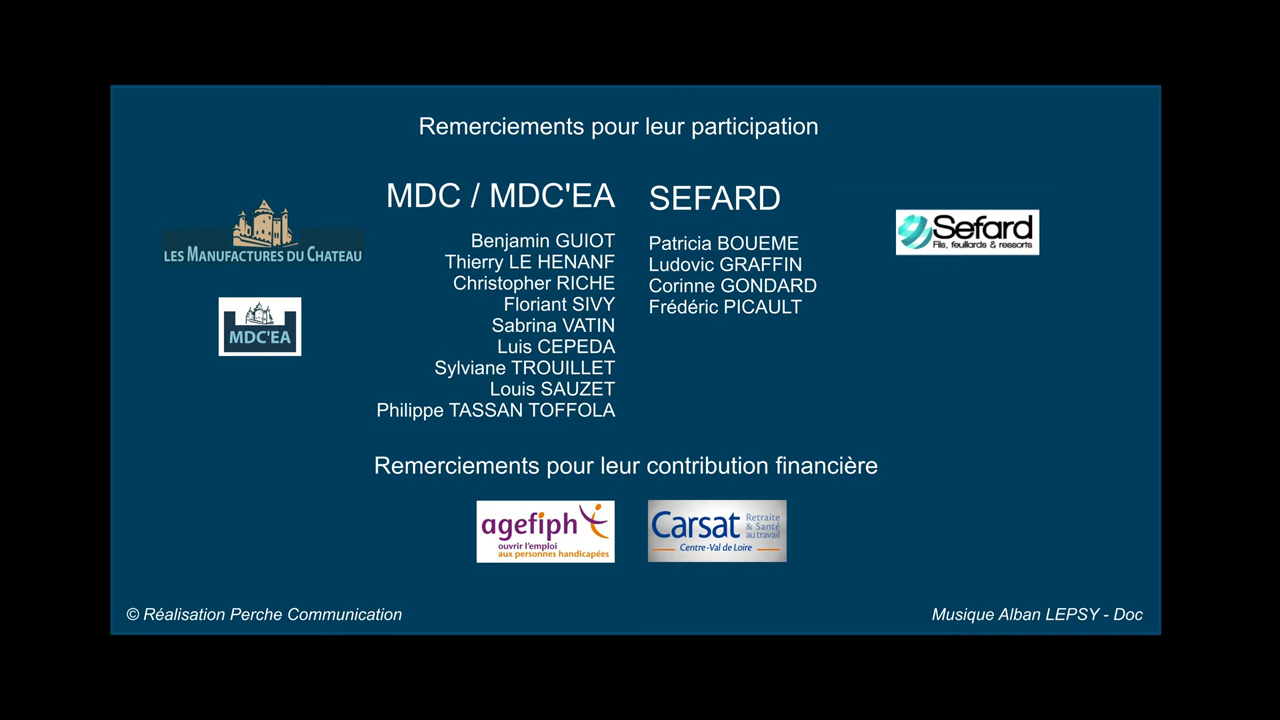 Remerciements pour leur participation
LES MANUFACTURES DU CHATEAU
MDC'EA
MDC / MDC'EA
Benjamin GUIOT
Thierry LE HENANF
Christopher RICHE
Floriant SIVY
Sabrina VATIN
Luis CEPEDA
Sylviane TROUILLET
Louis SAUZET
Philippe TASSAN TOFFOLA
SEFARD
Patricia BOUEME
Ludovic GRAFFIN
Corinne GONDARD
Frédéric PICAULT
Sefard
Fils, feuillards & ressorts
Remerciements pour leur contribution financière
agefiph
ouvrir l'emploi
aux personnes handicapées
Carsat
Retraite
& Santé
au travail
Centre-Val de Loire
© Réalisation Perche Communication
Musique Alban LEPSY - Doc